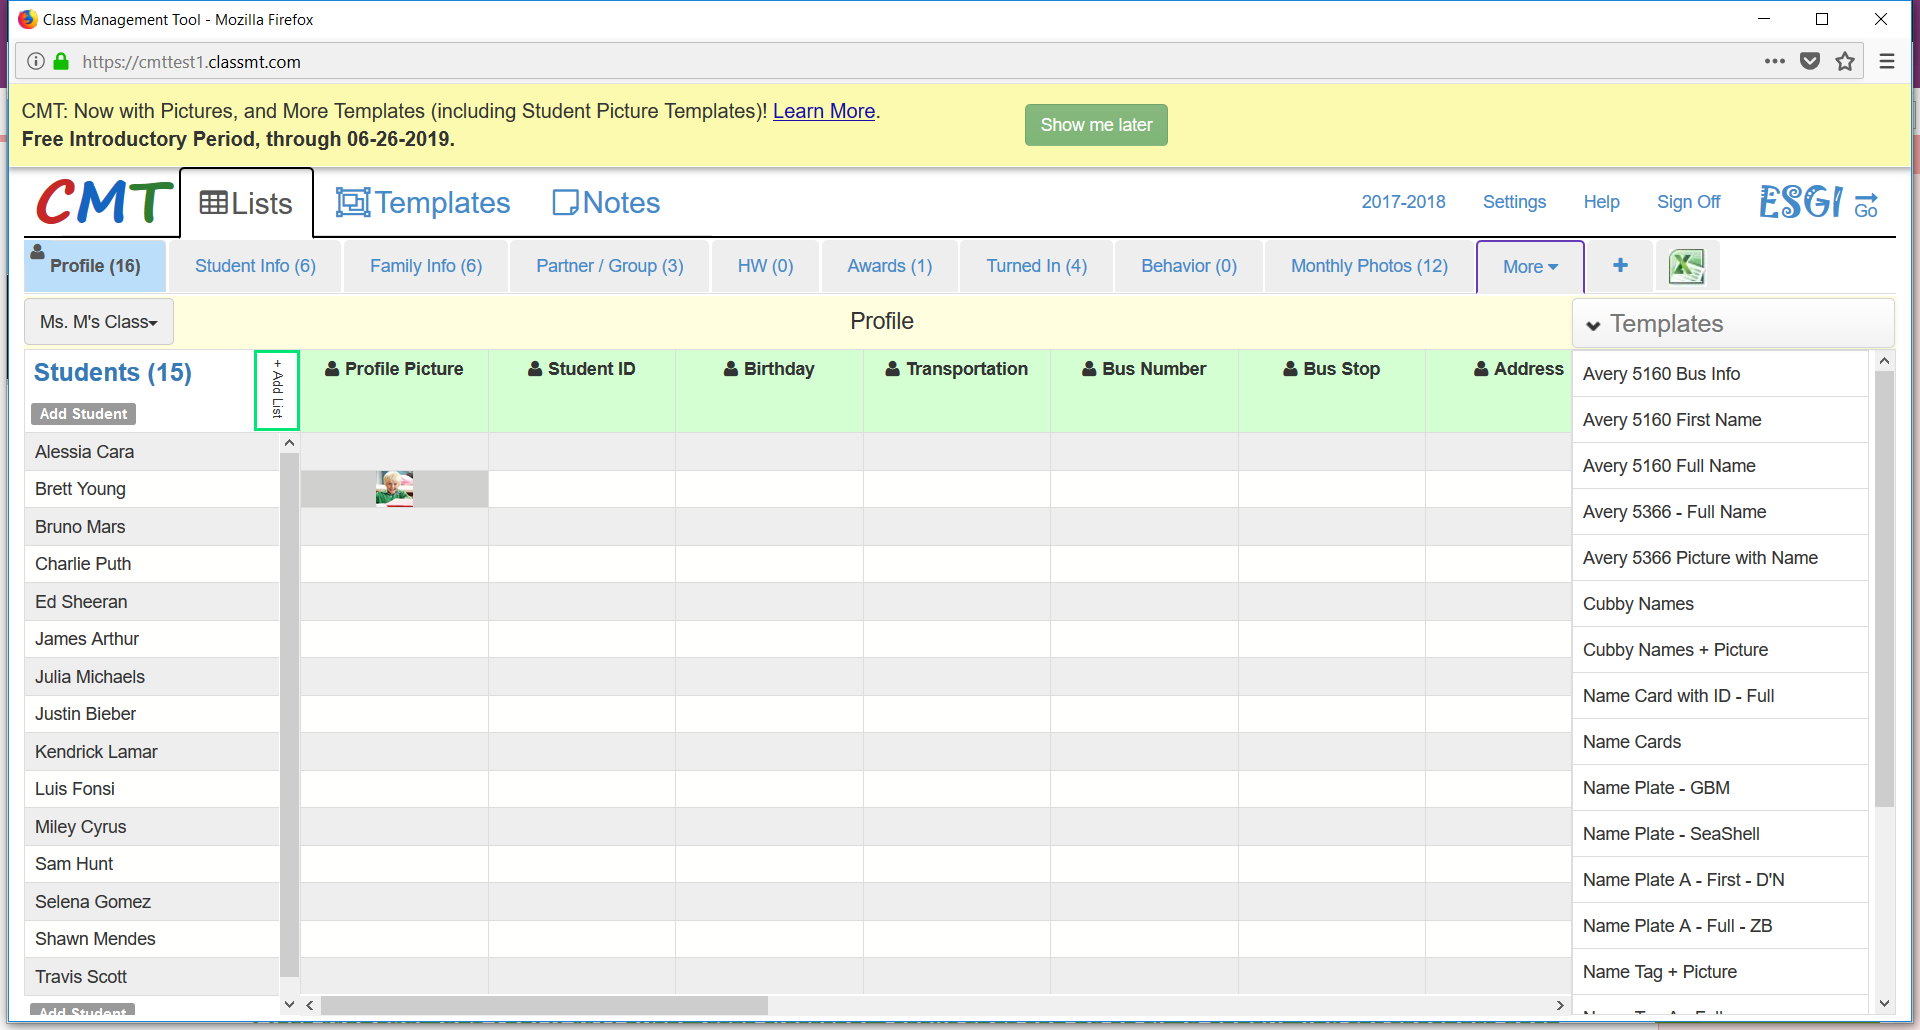 Class Management Tool - Mozilla Firefox
https://cmttest1.classmt.com
CMT: Now with Pictures, and More Templates (including Student Picture Templates)! Learn More.
Free Introductory Period, through 06-26-2019.
Show me later
CMT
Lists
Templates
Notes
2017-2018
Settings
Help
Sign Off
ESGI
Go
Profile (16)
Student Info (6)
Family Info (6)
Partner / Group (3)
HW (0)
Awards (1)
Turned In (4)
Behavior (0)
Monthly Photos (12)
More
+
Ms. M's Class
Profile
Templates
Students (15)
Add Student
+ Add List
Profile Picture
Student ID
Birthday
Transportation
Bus Number
Bus Stop
Address
Alessia Cara
Brett Young
Bruno Mars
Charlie Puth
Ed Sheeran
James Arthur
Julia Michaels
Justin Bieber
Kendrick Lamar
Luis Fonsi
Miley Cyrus
Sam Hunt
Selena Gomez
Shawn Mendes
Travis Scott
Add Student
Avery 5160 Bus Info
Avery 5160 First Name
Avery 5160 Full Name
Avery 5366 - Full Name
Avery 5366 Picture with Name
Cubby Names
Cubby Names + Picture
Name Card with ID - Full
Name Cards
Name Plate - GBM
Name Plate - SeaShell
Name Plate A - First - D'N
Name Plate A - Full - ZB
Name Tag + Picture